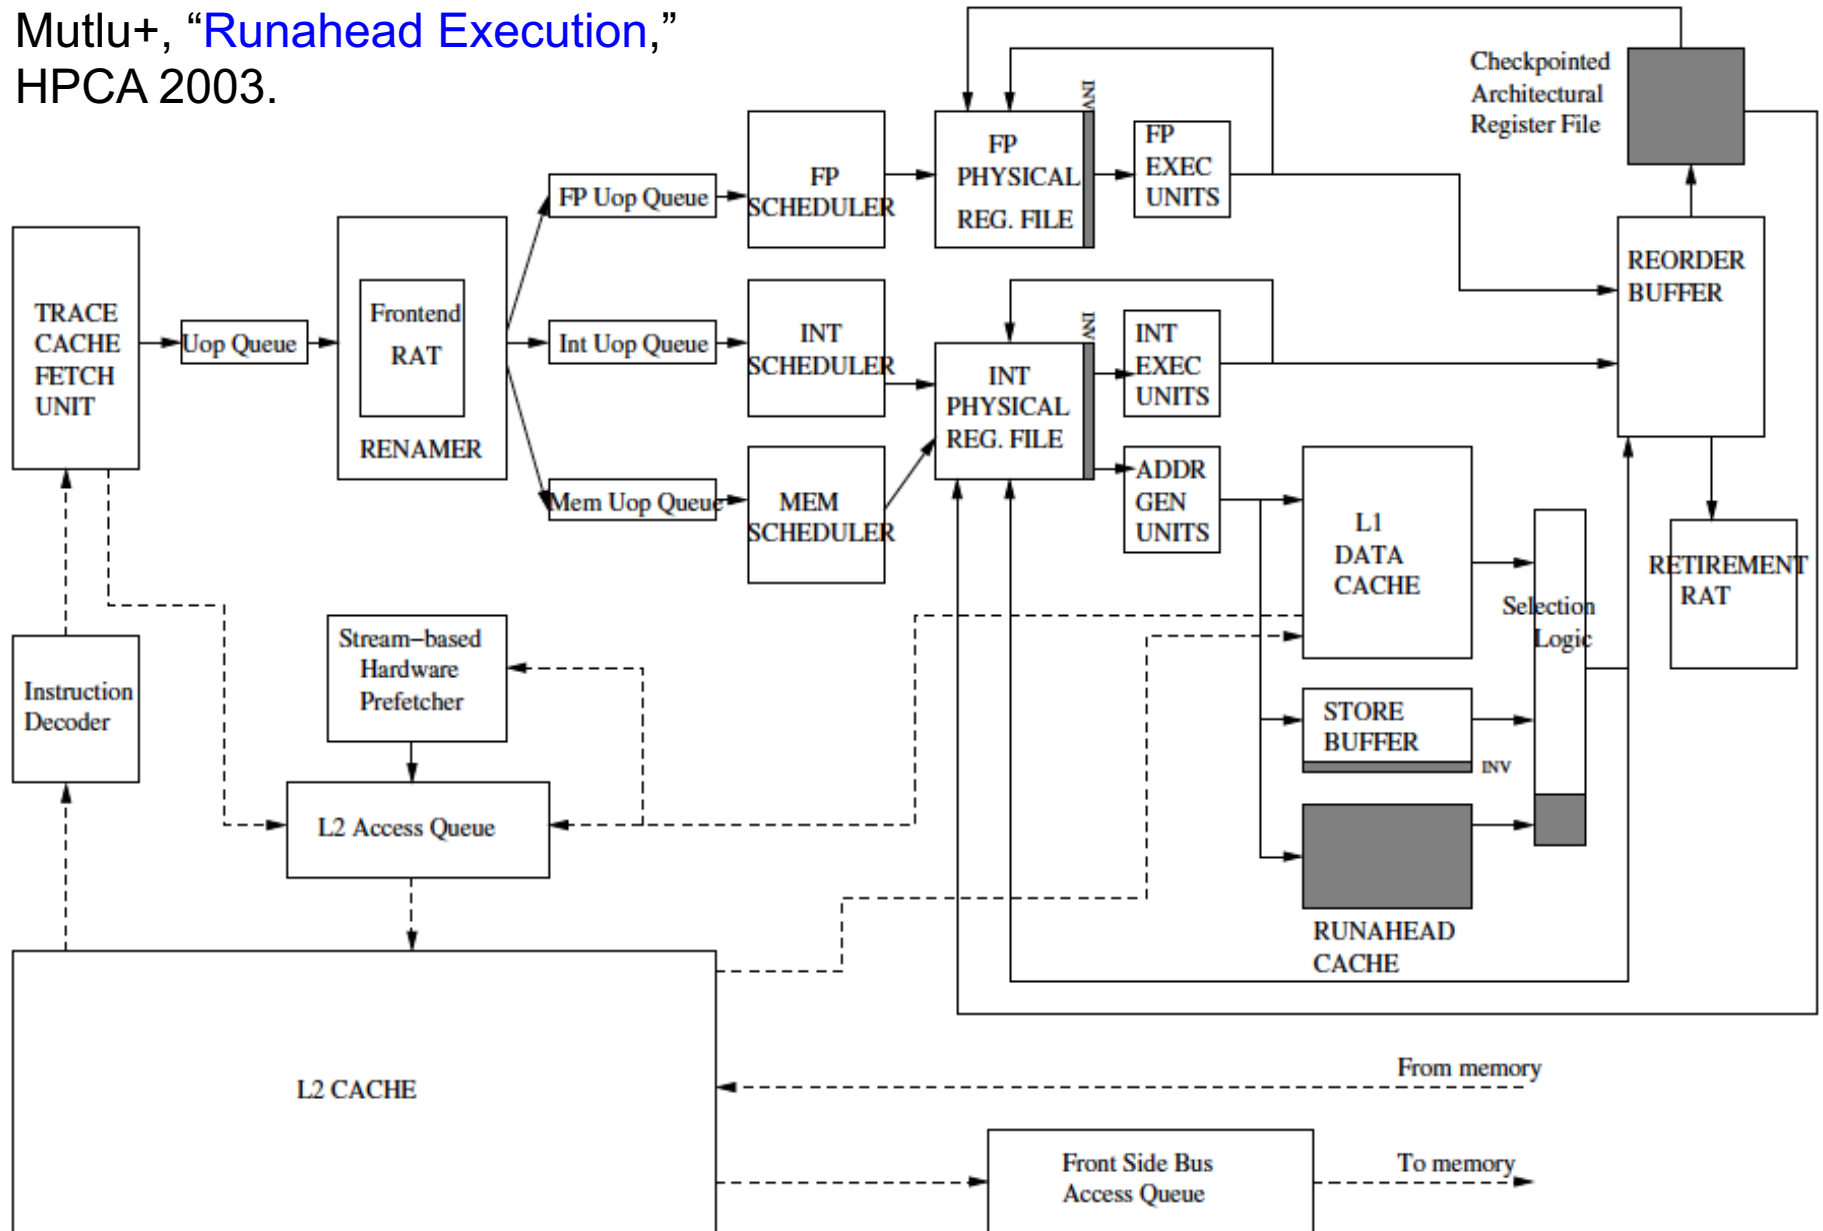 Mutlu+, “Runahead Execution,”
HPCA 2003.
Checkpointed
Architectural
Register File
INV
FP
PHYSICAL
REG. FILE
FP
EXEC
UNITS
FP
SCHEDULER
FP Uop Queue
REORDER
BUFFER
TRACE
CACHE
FETCH
UNIT
Uop Queue
Frontend
RAT
RENAMER
Int Uop Queue
INT
SCHEDULER
INV
INT
PHYSICAL
REG. FILE
INT
EXEC
UNITS
Mem Uop Queue
MEM
SCHEDULER
ADDR
GEN
UNITS
L1
DATA
CACHE
Selection
Logic
RETIREMENT
RAT
Instruction
Decoder
Stream–based
Hardware
Prefetcher
STORE
BUFFER
INV
L2 Access Queue
RUNAHEAD
CACHE
L2 CACHE
From memory
Front Side Bus
Access Queue
To memory